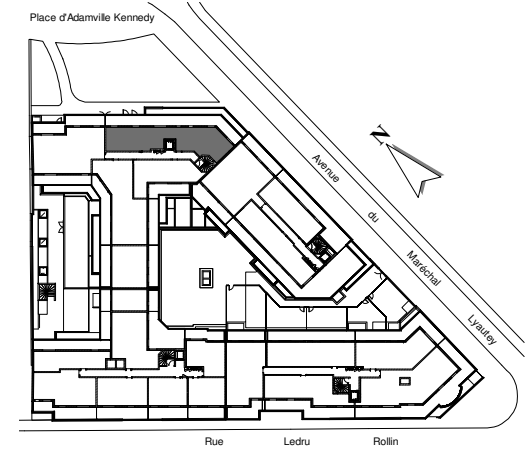 Place d'Adamville Kennedy
N
Avenue du Maréchal Lyautey
Rue Ledru Rollin